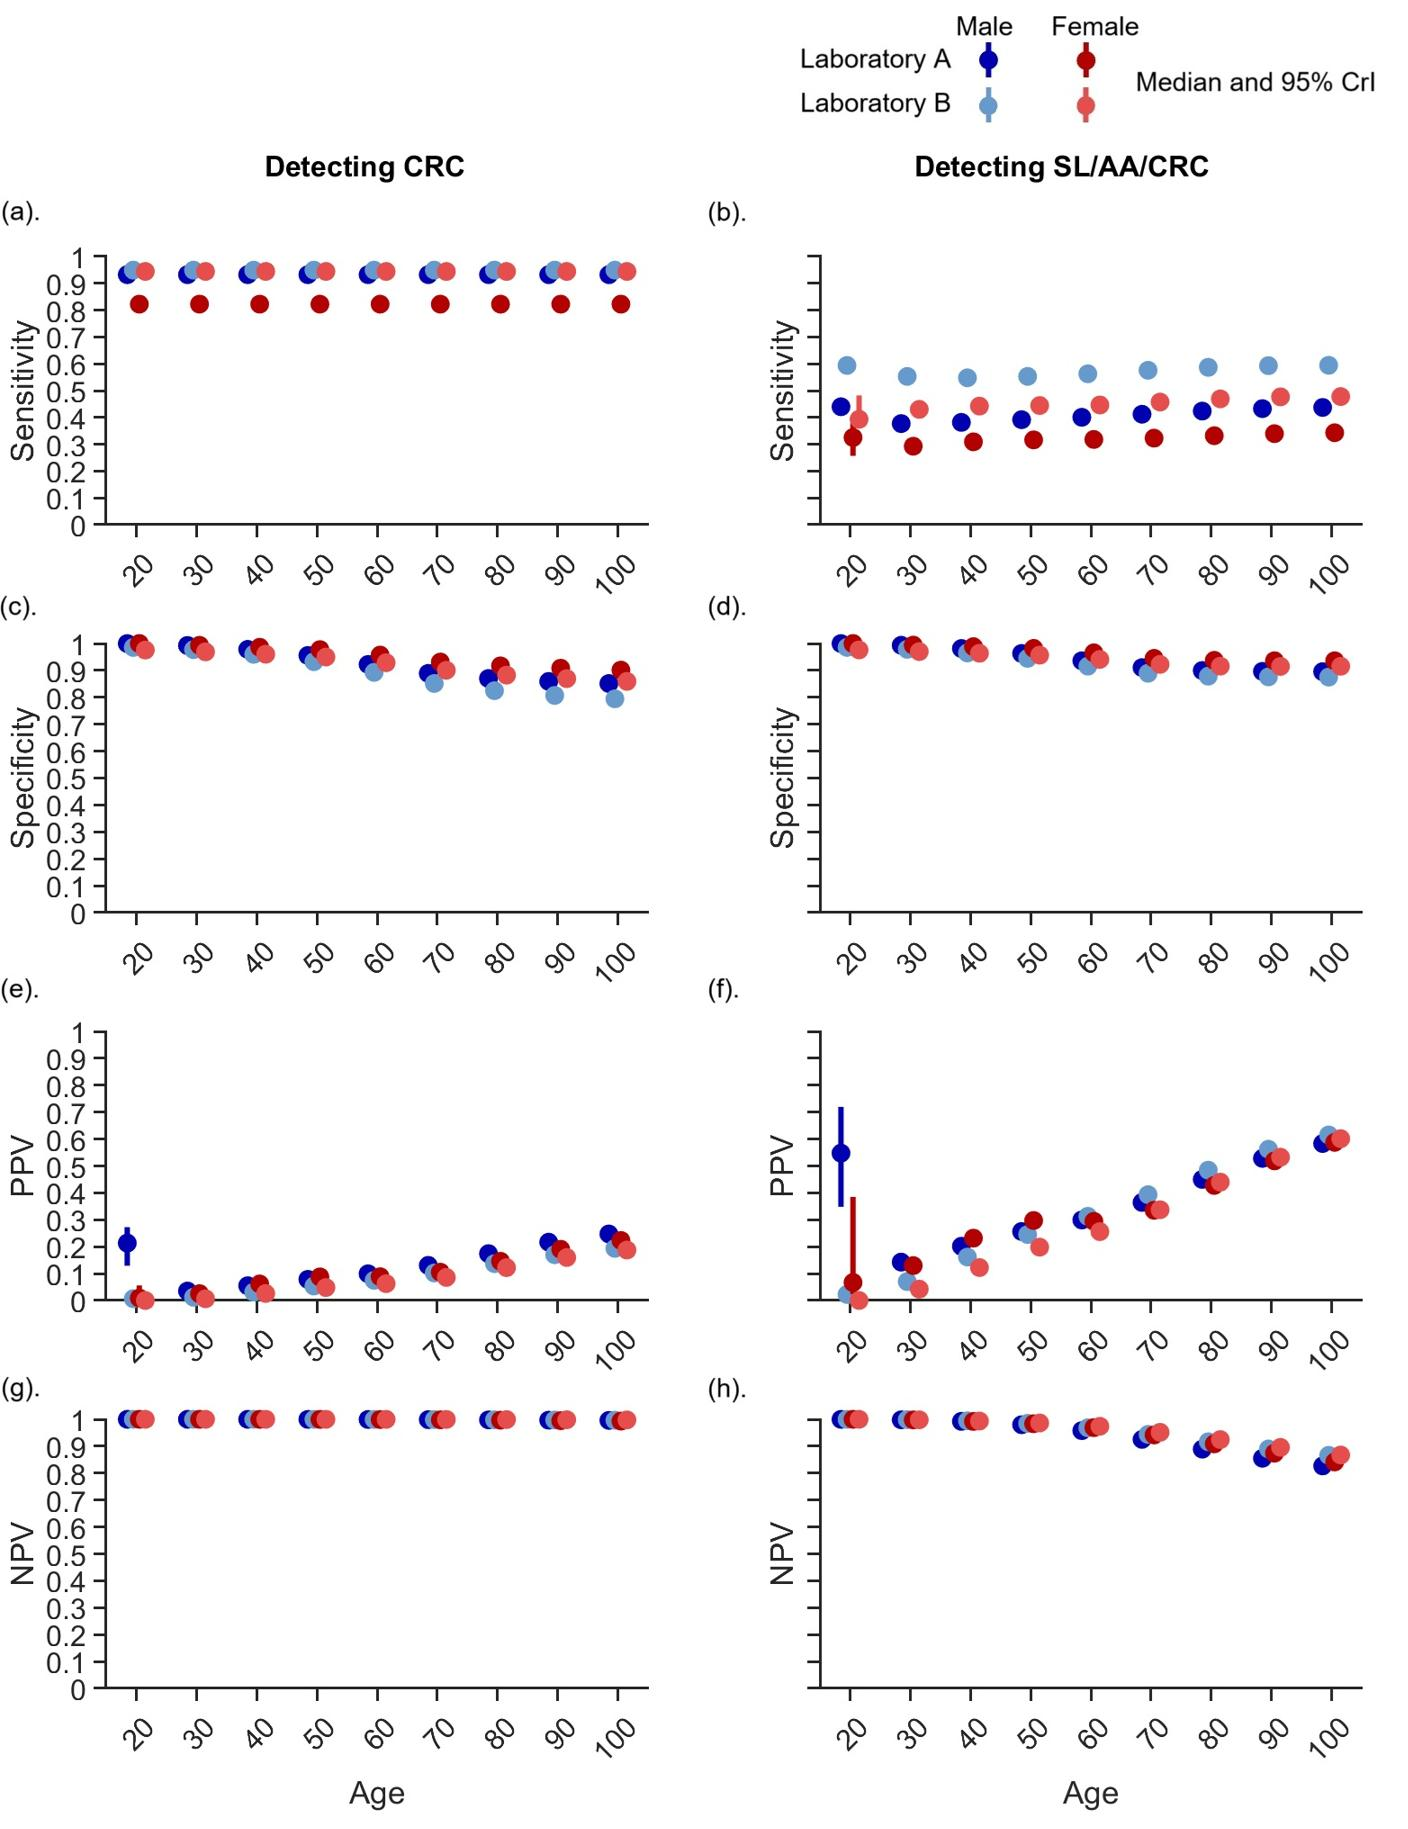 Male Female
Laboratory A
Laboratory B
Median and 95% CrI
Detecting CRC
Detecting SL/AA/CRC
(a).
(b).
Sensitivity
1
0.9
0.8
0.7
0.6
0.5
0.4
0.3
0.2
0.1
0
20 30 40 50 60 70 80 90 100
Sensitivity
20 30 40 50 60 70 80 90 100
(c).
(d).
Specificity
1
0.9
0.8
0.7
0.6
0.5
0.4
0.3
0.2
0.1
0
20 30 40 50 60 70 80 90 100
Specificity
20 30 40 50 60 70 80 90 100
(e).
(f).
PPV
1
0.9
0.8
0.7
0.6
0.5
0.4
0.3
0.2
0.1
0
20 30 40 50 60 70 80 90 100
PPV
20 30 40 50 60 70 80 90 100
(g).
(h).
NPV
1
0.9
0.8
0.7
0.6
0.5
0.4
0.3
0.2
0.1
0
20 30 40 50 60 70 80 90 100
Age
NPV
20 30 40 50 60 70 80 90 100
Age